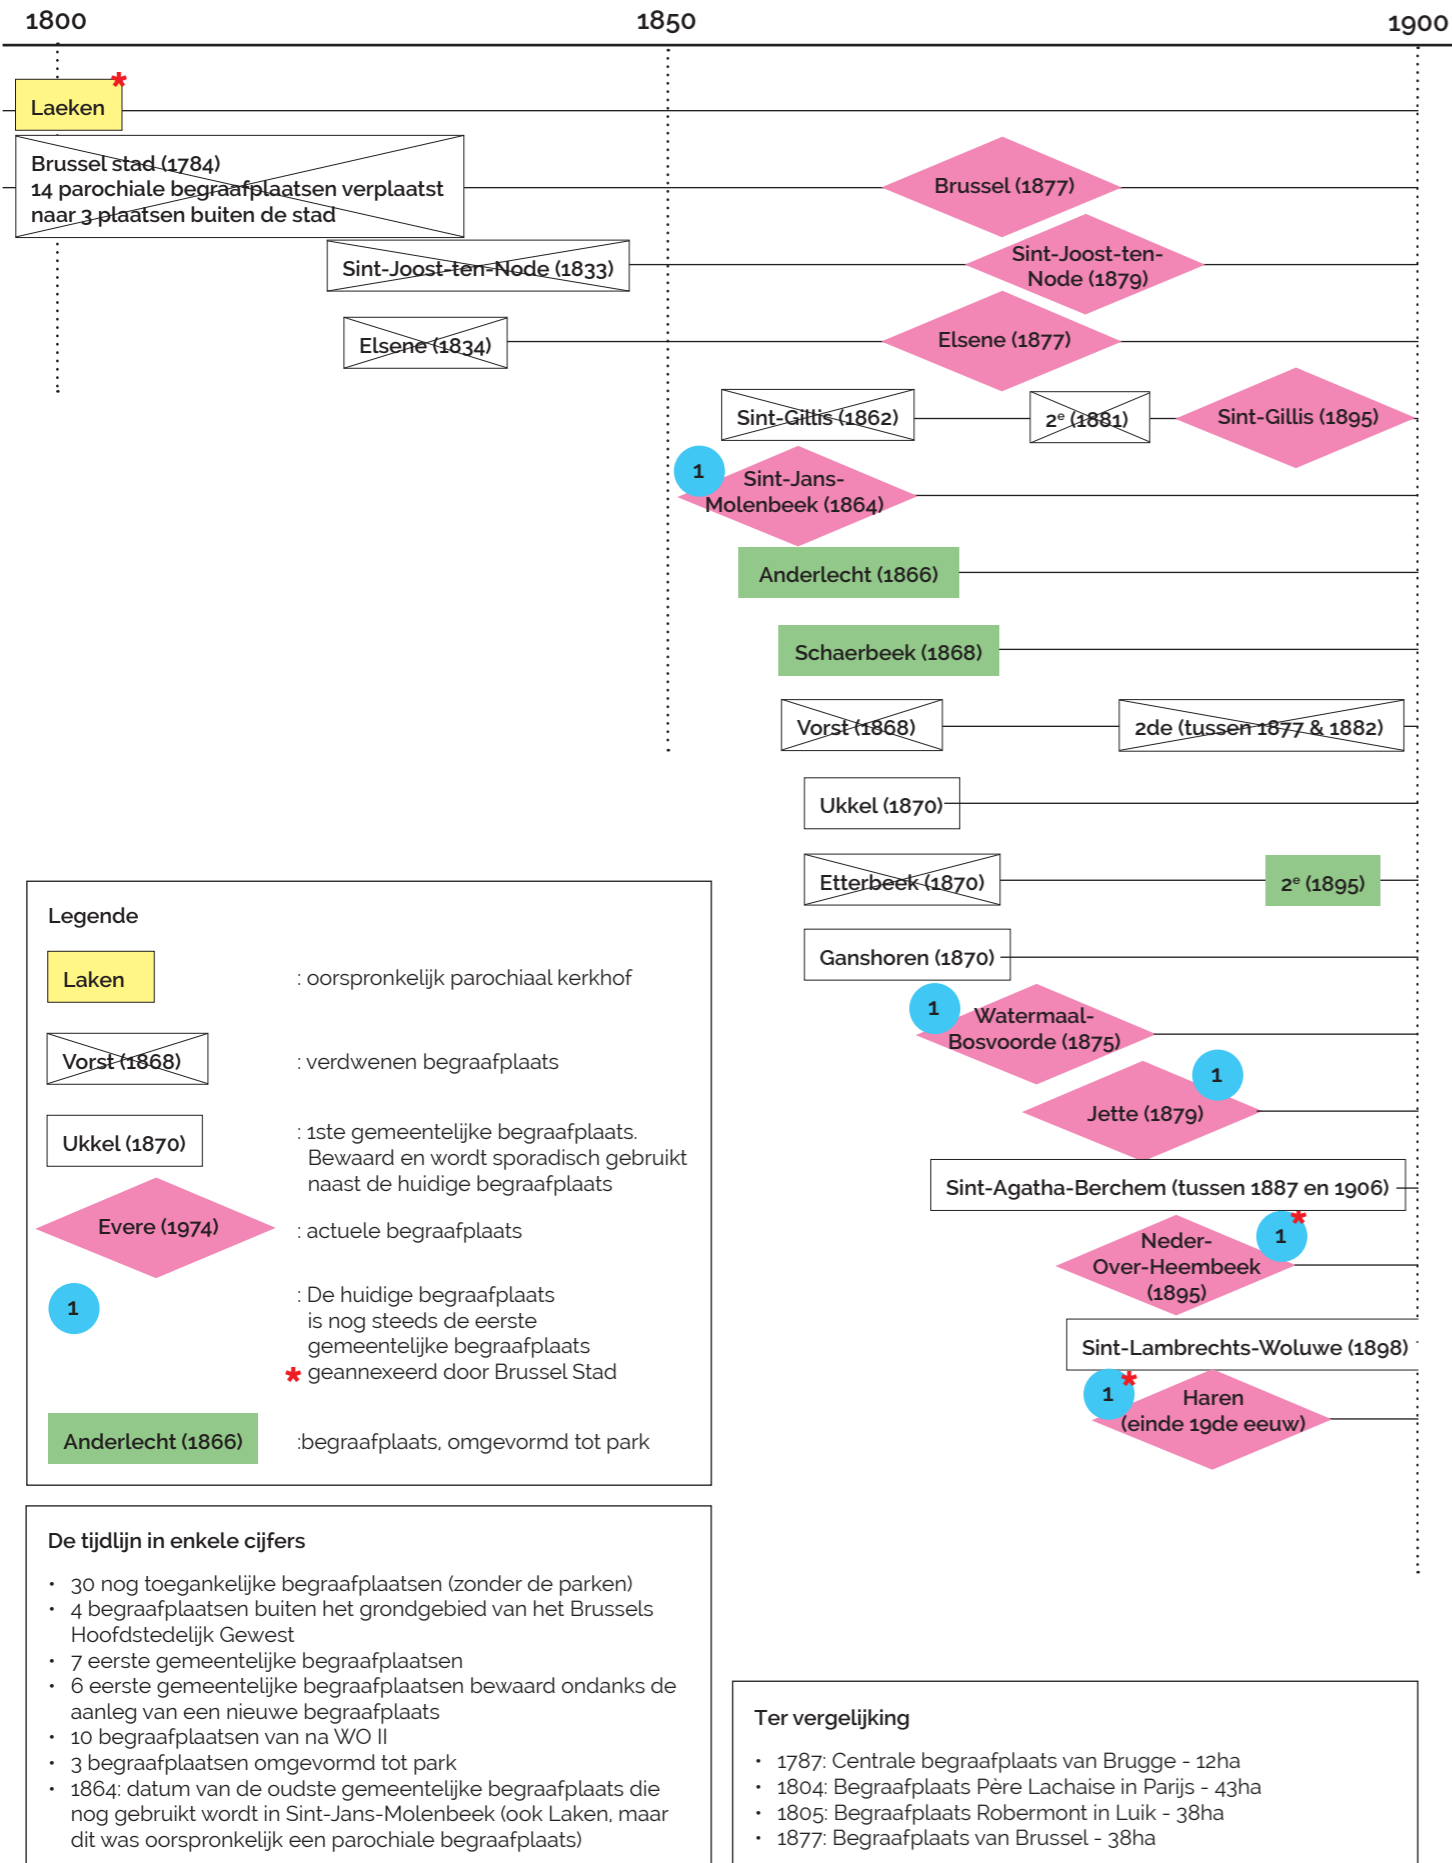 1800
1850
1900
Laeken
*
Brussel stad (1784)
14 parochiale begraafplaatsen verplaatst
naar 3 plaatsen buiten de stad
Brussel (1877)
Sint-Joost-ten-Node (1833)
Sint-Joost-ten-
Node (1879)
Elsene (1834)
Elsene (1877)
Sint-Gillis (1862)
2e (1881)
Sint-Gillis (1895)
1
Sint-Jans-
Molenbeek (1864)
Anderlecht (1866)
Schaerbeek (1868)
Vorst (1868)
2de (tussen 1877 & 1882)
Ukkel (1870)
Etterbeek (1870)
2e (1895)
Ganshoren (1870)
1
Watermaal-
Bosvoorde (1875)
1
Jette (1879)
Sint-Agatha-Berchem (tussen 1887 en 1906)
1 *
Neder-
Over-Heembeek
(1895)
Sint-Lambrechts-Woluwe (1898)
1 *
Haren
(einde 19de eeuw)
Legende
Laken : oorspronkelijk parochiaal kerkhof
Vorst (1868) : verdwenen begraafplaats
Ukkel (1870) : 1ste gemeentelijke begraafplaats.
Bewaard en wordt sporadisch gebruikt
naast de huidige begraafplaats
Evere (1974) : actuele begraafplaats
1 : De huidige begraafplaats
is nog steeds de eerste
gemeentelijke begraafplaats
* geannexeerd door Brussel Stad
Anderlecht (1866) :begraafplaats, omgevormd tot park
De tijdlijn in enkele cijfers
• 30 nog toegankelijke begraafplaatsen (zonder de parken)
• 4 begraafplaatsen buiten het grondgebied van het Brussels
Hoofdstedelijk Gewest
• 7 eerste gemeentelijke begraafplaatsen
• 6 eerste gemeentelijke begraafplaatsen bewaard ondanks de
aanleg van een nieuwe begraafplaats
• 10 begraafplaatsen van na WO II
• 3 begraafplaatsen omgevormd tot park
• 1864: datum van de oudste gemeentelijke begraafplaats die
nog gebruikt wordt in Sint-Jans-Molenbeek (ook Laken, maar
dit was oorspronkelijk een parochiale begraafplaats)
Ter vergelijking
• 1787: Centrale begraafplaats van Brugge - 12ha
• 1804: Begraafplaats Père Lachaise in Parijs - 43ha
• 1805: Begraafplaats Robermont in Luik - 38ha
• 1877: Begraafplaats van Brussel - 38ha